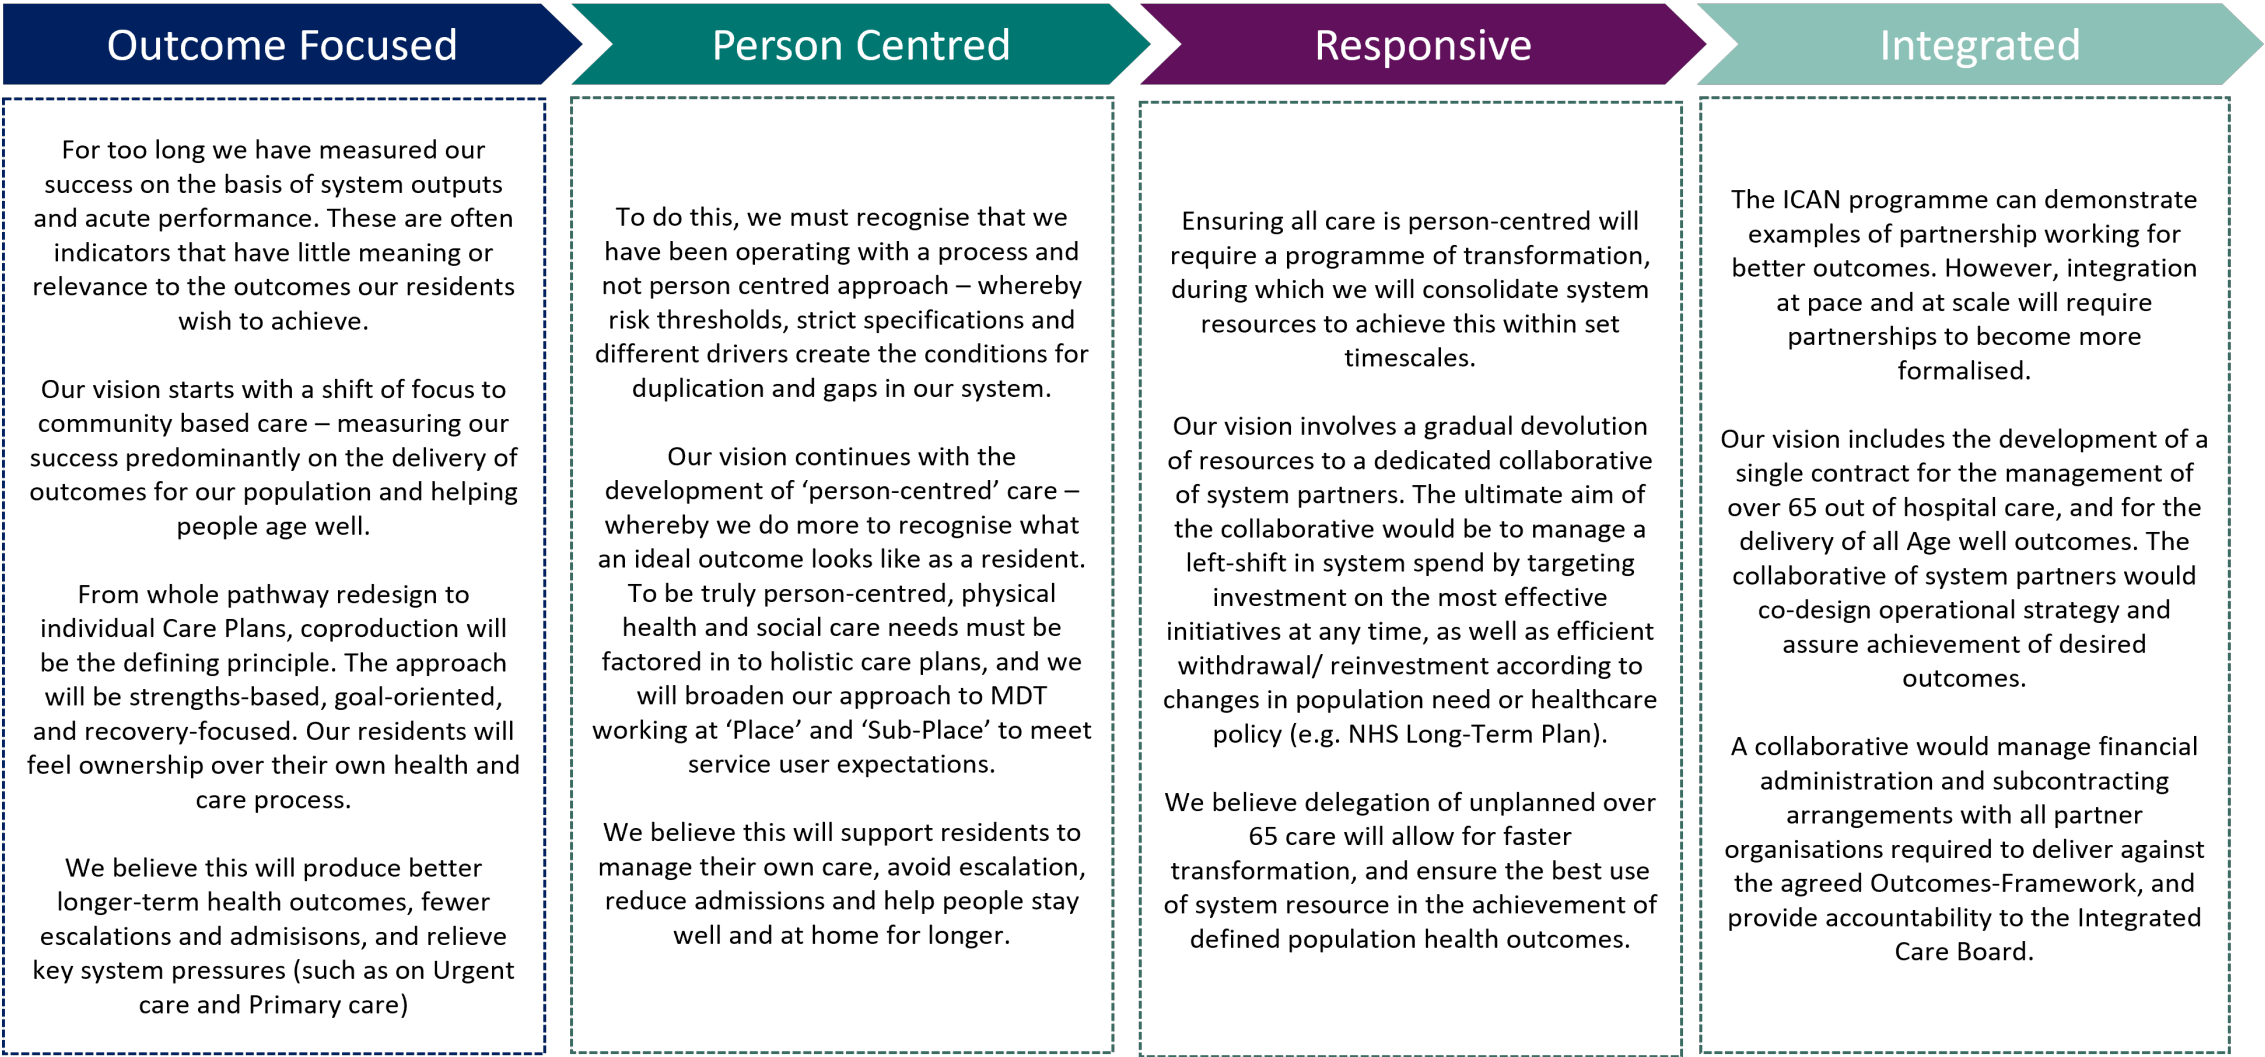 Outcome Focused
For too long we have measured our
success on the basis of system outputs
and acute performance. These are often
indicators that have little meaning or
relevance to the outcomes our residents
wish to achieve.
Our vision starts with a shift of focus to
community based care – measuring our
success predominantly on the delivery of
outcomes for our population and helping
people age well.
From whole pathway redesign to
individual Care Plans, coproduction will
be the defining principle. The approach
will be strengths-based, goal-oriented,
and recovery-focused. Our residents will
feel ownership over their own health and
care process.
We believe this will produce better
longer-term health outcomes, fewer
escalations and admisisons, and relieve
key system pressures (such as on Urgent
care and Primary care)
Person Centred
To do this, we must recognise that we
have been operating with a process and
not person centred approach – whereby
risk thresholds, strict specifications and
different drivers create the conditions for
duplication and gaps in our system.
Our vision continues with the
development of ‘person-centred’ care –
whereby we do more to recognise what
an ideal outcome looks like as a resident.
To be truly person-centred, physical
health and social care needs must be
factored in to holistic care plans, and we
will broaden our approach to MDT
working at ‘Place’ and ‘Sub-Place’ to meet
service user expectations.
We believe this will support residents to
manage their own care, avoid escalation,
reduce admissions and help people stay
well and at home for longer.
Responsive
Ensuring all care is person-centred will
require a programme of transformation,
during which we will consolidate system
resources to achieve this within set
timescales.
Our vision involves a gradual devolution
of resources to a dedicated collaborative
of system partners. The ultimate aim of
the collaborative would be to manage a
left-shift in system spend by targeting
investment on the most effective
initiatives at any time, as well as efficient
withdrawal/ reinvestment according to
changes in population need or healthcare
policy (e.g. NHS Long-Term Plan).
We believe delegation of unplanned over
65 care will allow for faster
transformation, and ensure the best use
of system resource in the achievement of
defined population health outcomes.
Integrated
The ICAN programme can demonstrate
examples of partnership working for
better outcomes. However, integration
at pace and at scale will require
partnerships to become more
formalised.
Our vision includes the development of a
single contract for the management of
over 65 out of hospital care, and for the
delivery of all Age well outcomes. The
collaborative of system partners would
co-design operational strategy and
assure achievement of desired
outcomes.
A collaborative would manage financial
administration and subcontracting
arrangements with all partner
organisations required to deliver against
the agreed Outcomes-Framework, and
provide accountability to the Integrated
Care Board.